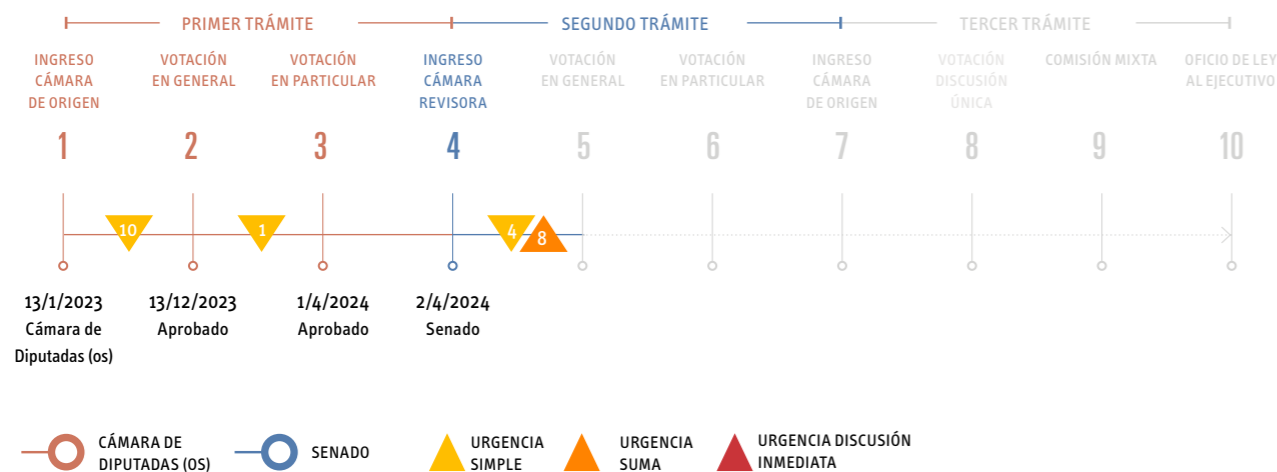 PRIMER TRÁMITE
SEGUNDO TRÁMITE
TERCER TRÁMITE
INGRESO
CÁMARA
DE ORIGEN
VOTACIÓN
EN GENERAL
VOTACIÓN
EN PARTICULAR
INGRESO
CÁMARA
REVISORA
VOTACIÓN
EN GENERAL
VOTACIÓN
EN PARTICULAR
INGRESO
CÁMARA
DE ORIGEN
VOTACIÓN
DISCUSIÓN
ÚNICA
COMISIÓN MIXTA
OFICIO DE LEY
AL EJECUTIVO
1
2
3
4
5
6
7
8
9
10
10
1
4
8
13/1/2023
Cámara de
Diputadas (os)
13/12/2023
Aprobado
1/4/2024
Aprobado
2/4/2024
Senado
CÁMARA DE
DIPUTADAS (OS)
SENADO
URGENCIA
SIMPLE
URGENCIA
SUMA
URGENCIA DISCUSIÓN
INMEDIATA